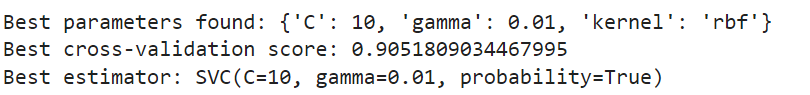 Best parameters found: {'C': 10, 'gamma': 0.01, 'kernel': 'rbf'}
Best cross-validation score: 0.9051809034467995
Best estimator: SVC(C=10, gamma=0.01, probability=True)